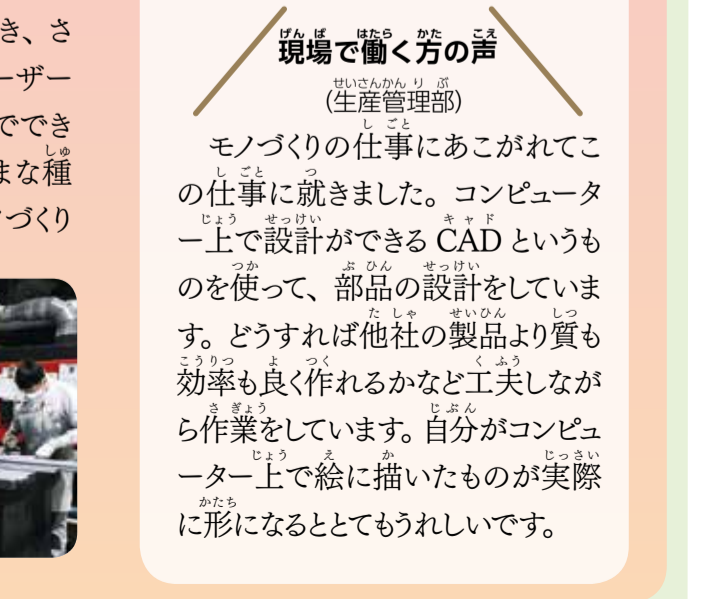 き、さ
ーザー
ででき
まな種
づくり
現場で働く方の声
（生産管理部）
モノづくりの仕事にあこがれてこ
の仕事に就きました。コンピュータ
ー上で設計ができる CAD というも
のを使って、部品の設計をしていま
す。どうすれば他社の製品より質も
効率も良く作れるかなど工夫しなが
ら作業をしています。自分がコンピュ
ーター上で絵に描いたものが実際
に形になるととてもうれしいです。